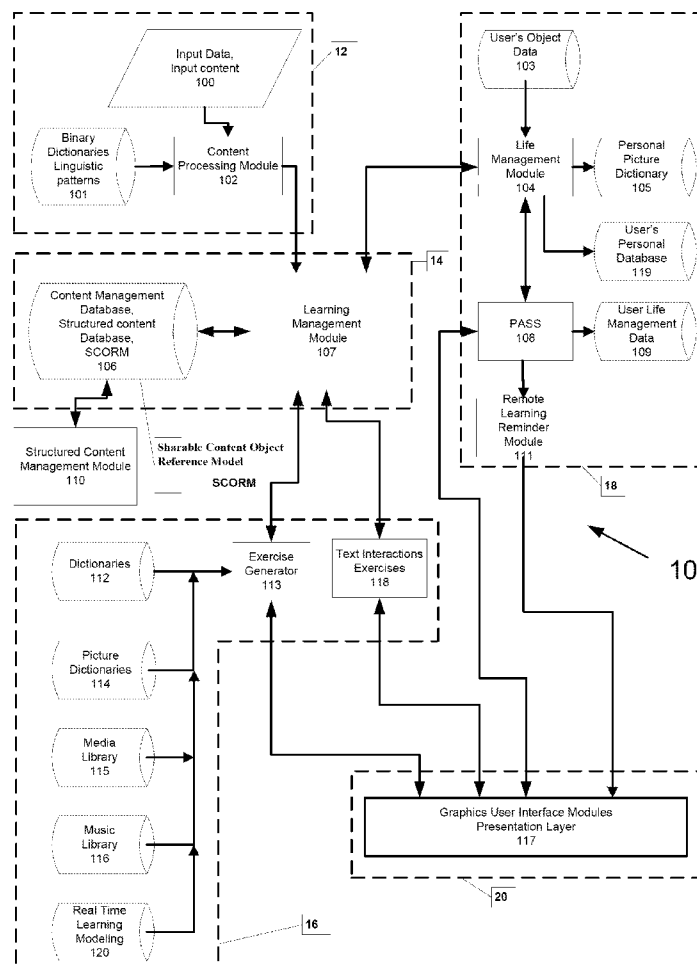 Input Data,
Input content
100
12
Binary
Dictionaries
Linguistic
patterns
101
Content
Processing Module
102
User's Object
Data
103
Life
Management
Module
104
Personal
Picture
Dictionary
105
User's
Personal
Database
119
14
Content Management
Database,
Structured content
Database,
SCORM
106
Learning
Management
Module
107
PASS
108
User Life
Management
Data
109
Structured Content
Management Module
110
Sharable Content Object
Reference Model
SCORM
Remote
Learning
Reminder
Module
111
18
10
Dictionaries
112
Exercise
Generator
113
Text Interactions
Exercises
118
Picture
Dictionaries
114
Media
Library
115
Music
Library
116
Real Time
Learning
Modeling
120
16
Graphics User Interface Modules
Presentation Layer
117
20